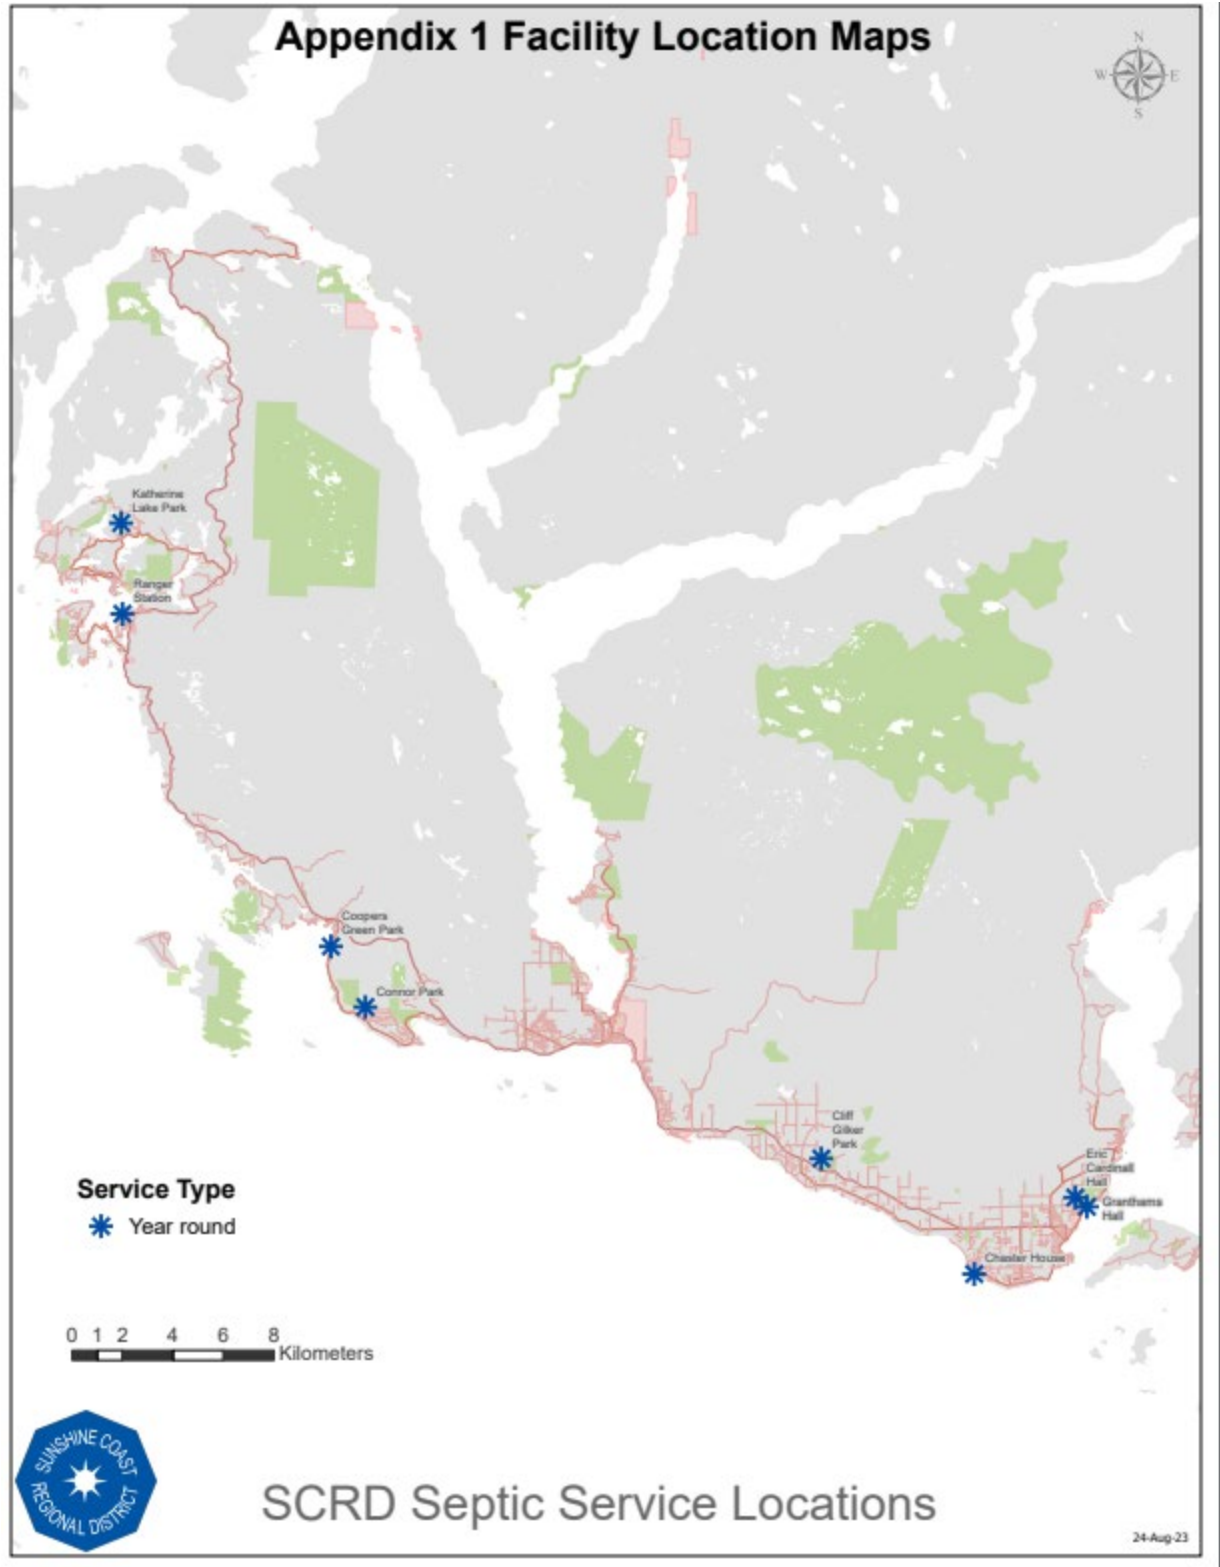 Appendix 1 Facility Location Maps
N
W E
S
Katherine
Lake Park
Ranger
Station
Coopers
Green Park
Connor Park
Cliff
Gilker
Park
Eric
Cardinall
Hall
Granthams
Hall
Chaster House
Service Type
Year round
0 1 2 4 6 8
Kilometers
SUNSHINE COAST
REGIONAL DISTRICT
SCRD Septic Service Locations
24-Aug-23